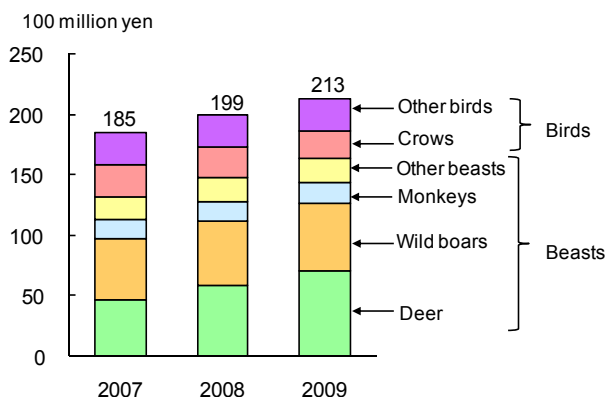 100 million yen
250
200
150
100
50
0
185
199
213
2007
2008
2009
Other birds
Crows
Other beasts
Monkeys
Wild boars
Deer
Birds
Beasts